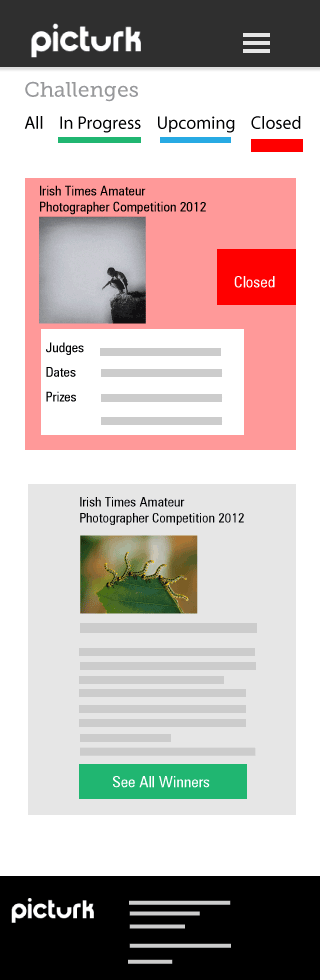 picturk
Challenges
All In Progress Upcoming Closed
Irish Times Amateur
Photographer Competition 2012
Closed
Judges
Dates
Prizes
Irish Times Amateur
Photographer Competition 2012
See All Winners
picturk